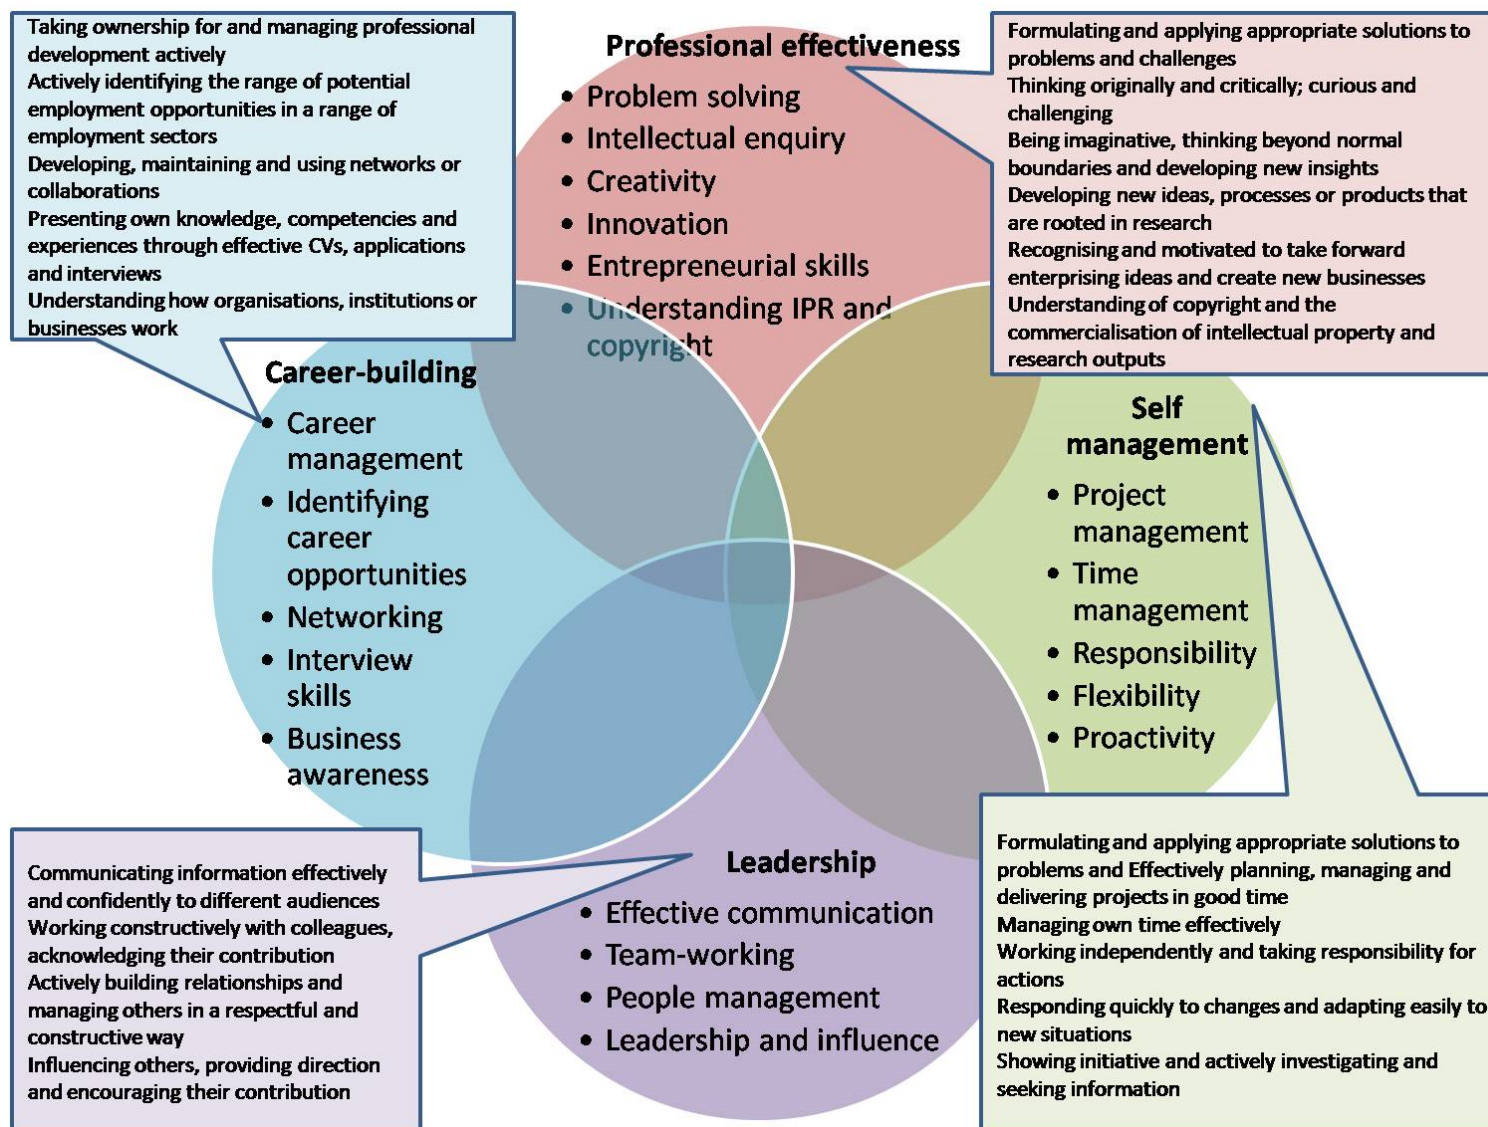 Taking ownership for and managing professional
development actively
Actively identifying the range of potential
employment opportunities in a range of
employment sectors
Developing, maintaining and using networks or
collaborations
Presenting own knowledge, competencies and
experiences through effective CVs, applications
and interviews
Understanding how organisations, institutions or
businesses work
Professional effectiveness
• Problem solving
• Intellectual enquiry
• Creativity
• Innovation
• Entrepreneurial skills
• Understanding IPR and
copyright
Formulating and applying appropriate solutions to
problems and challenges
Thinking originally and critically; curious and
challenging
Being imaginative, thinking beyond normal
boundaries and developing new insights
Developing new ideas, processes or products that
are rooted in research
Recognising and motivated to take forward
enterprising ideas and create new businesses
Understanding of copyright and the
commercialisation of intellectual property and
research outputs
Career-building
• Career
management
• Identifying
career
opportunities
• Networking
• Interview
skills
• Business
awareness
Self
management
• Project
management
• Time
management
• Responsibility
• Flexibility
• Proactivity
Communicating information effectively
and confidently to different audiences
Working constructively with colleagues,
acknowledging their contribution
Actively building relationships and
managing others in a respectful and
constructive way
Influencing others, providing direction
and encouraging their contribution
Leadership
• Effective communication
• Team-working
• People management
• Leadership and influence
Formulating and applying appropriate solutions to
problems and Effectively planning, managing and
delivering projects in good time
Managing own time effectively
Working independently and taking responsibility for
actions
Responding quickly to changes and adapting easily to
new situations
Showing initiative and actively investigating and
seeking information